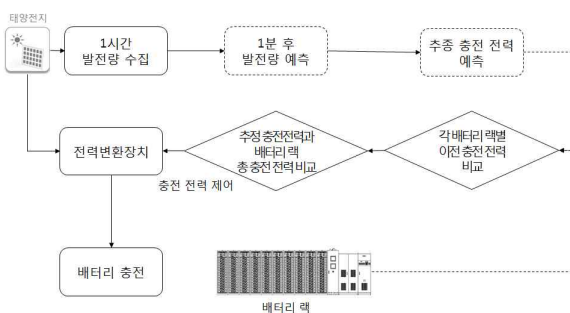 태양전지
1시간
발전량 수집
1분 후
발전량 예측
추종 충전 전력
예측
전력변환장치
추정 충전전력과
배터리 랙
총 충전 전력 비교
각 배터리 랙별
이전 충전 전력
비교
충전 전력 제어
배터리 충전
배터리 랙